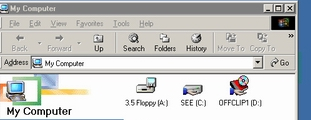 My Computer
File Edit View Favorites Tools Help
Back Forward Up Search Folders History Move To Copy To
Address My Computer Go
3.5 Floppy (A:) SEE (C:) OFFCLIP1 (D:)
My Computer